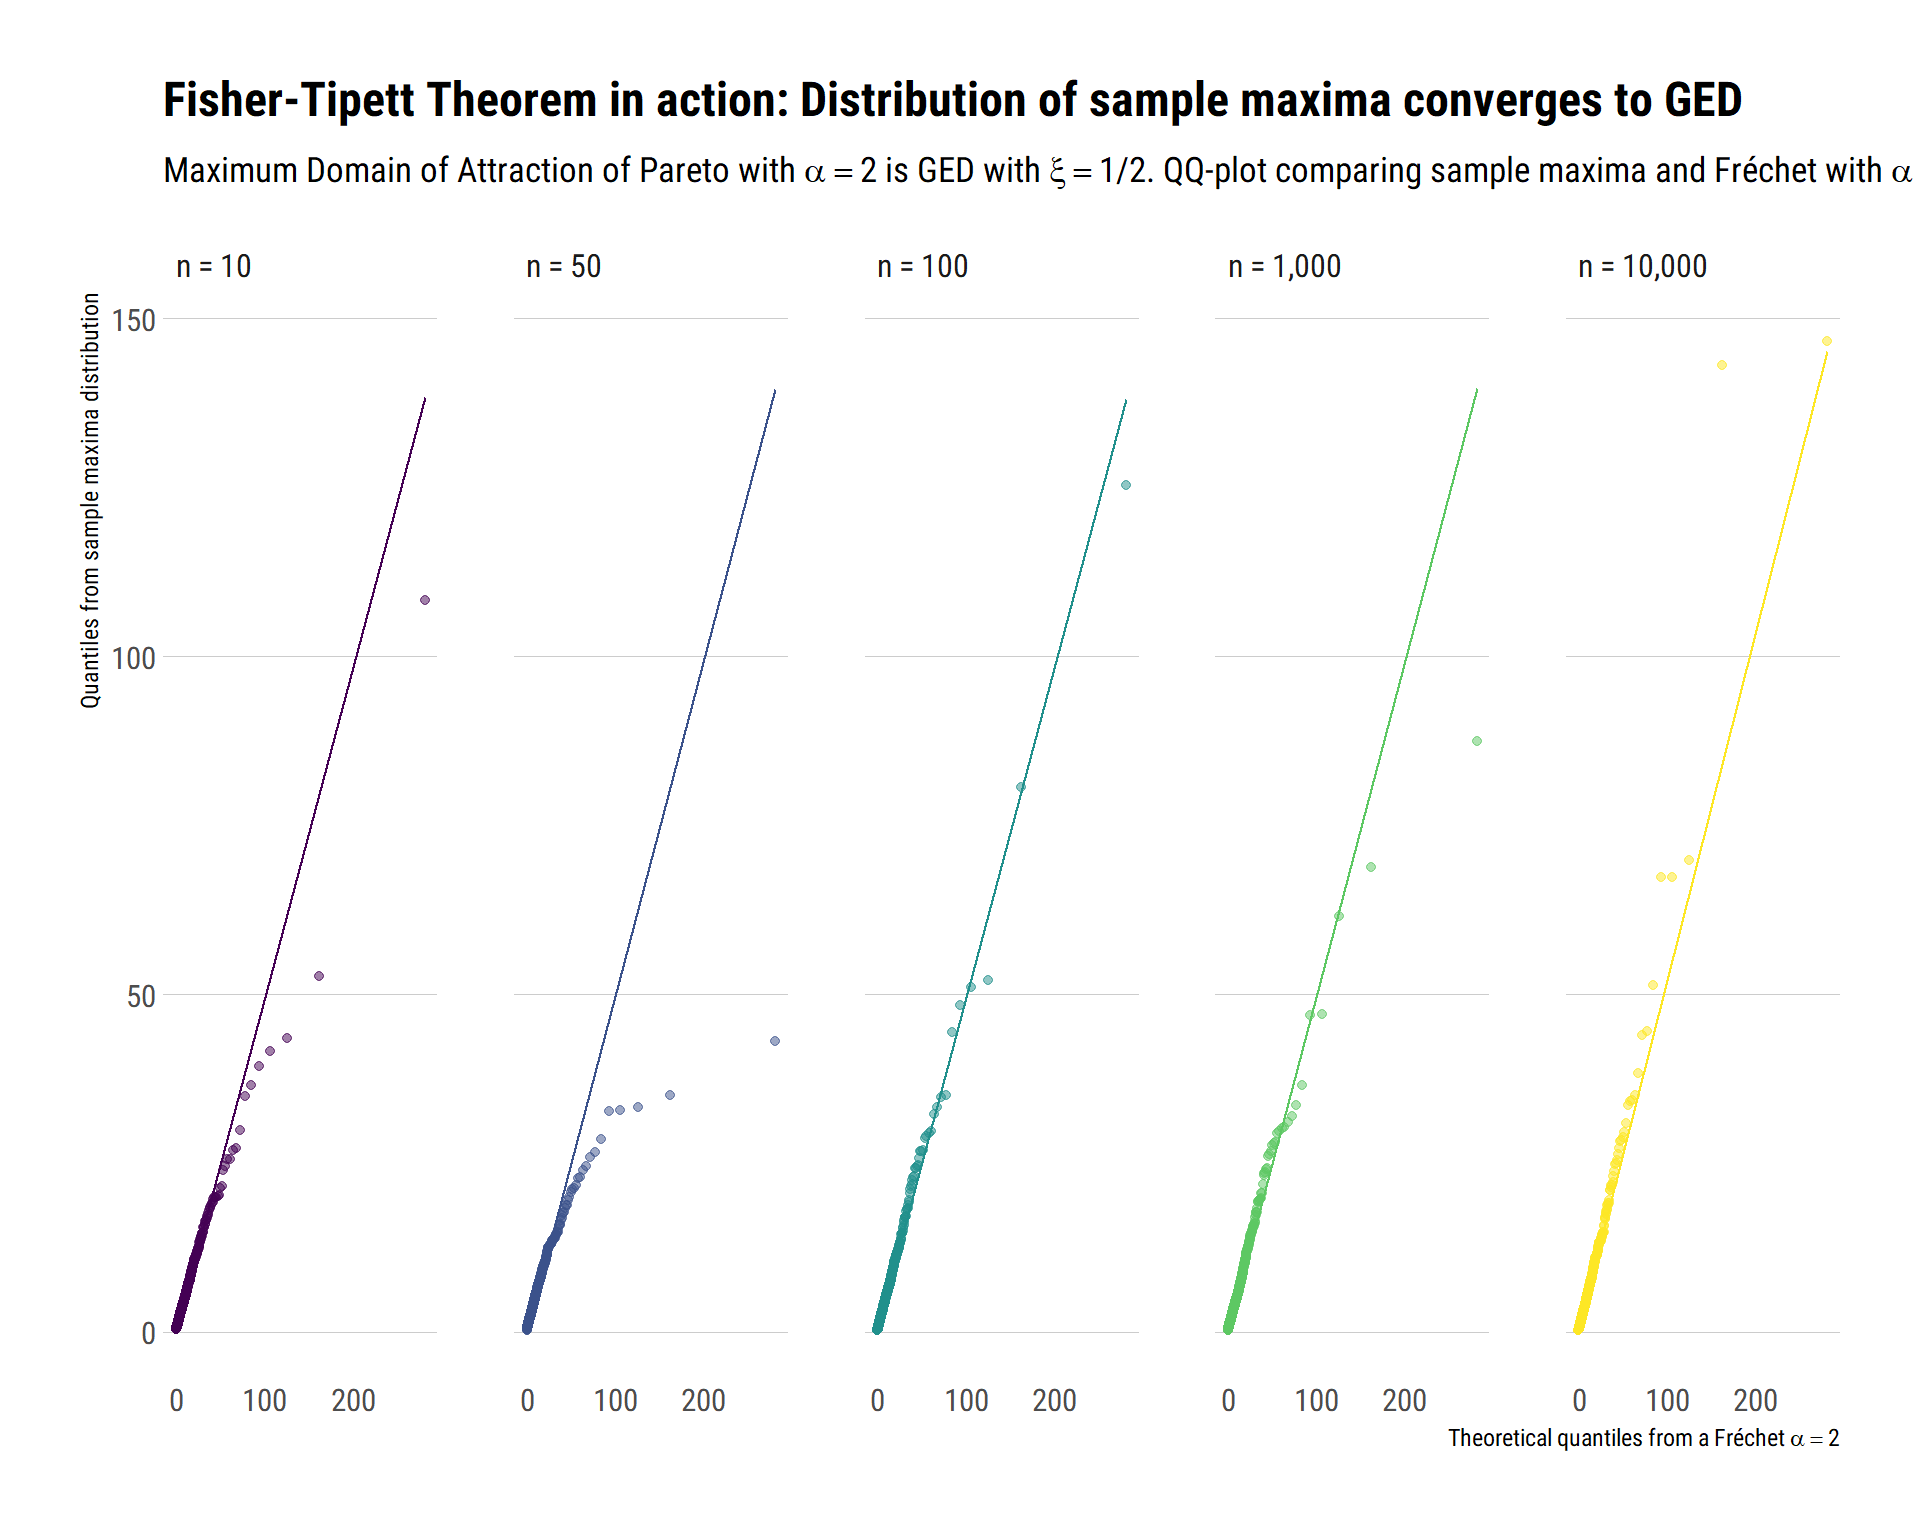 Fisher-Tipett Theorem in action: Distribution of sample maxima converges to GED
Maximum Domain of Attraction of Pareto with α = 2 is GED with ξ = 1/2. QQ-plot comparing sample maxima and Fréchet with α
n = 10
n = 50
n = 100
n = 1,000
n = 10,000
Quantiles from sample maxima distribution
150
100
50
0
0 100 200
0 100 200
0 100 200
0 100 200
0 100 200
Theoretical quantiles from a Fréchet α = 2